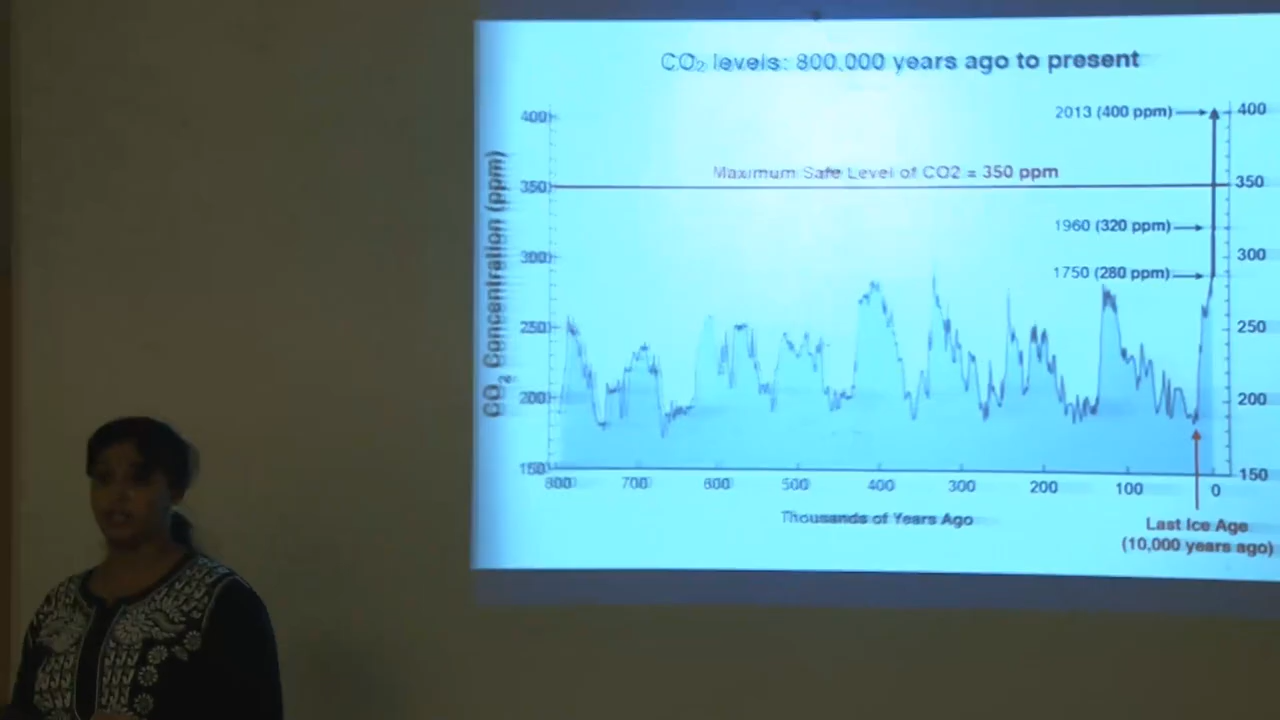 CO₂ levels: 800,000 years ago to present
CO₂ Concentration (ppm)
400
350
300
250
200
150
2013 (400 ppm)
Maximum Safe Level of CO2 = 350 ppm
1960 (320 ppm)
1750 (280 ppm)
400
350
300
250
200
150
800 700 600 500 400 300 200 100 0
Thousands of Years Ago
Last Ice Age
(10,000 years ago)